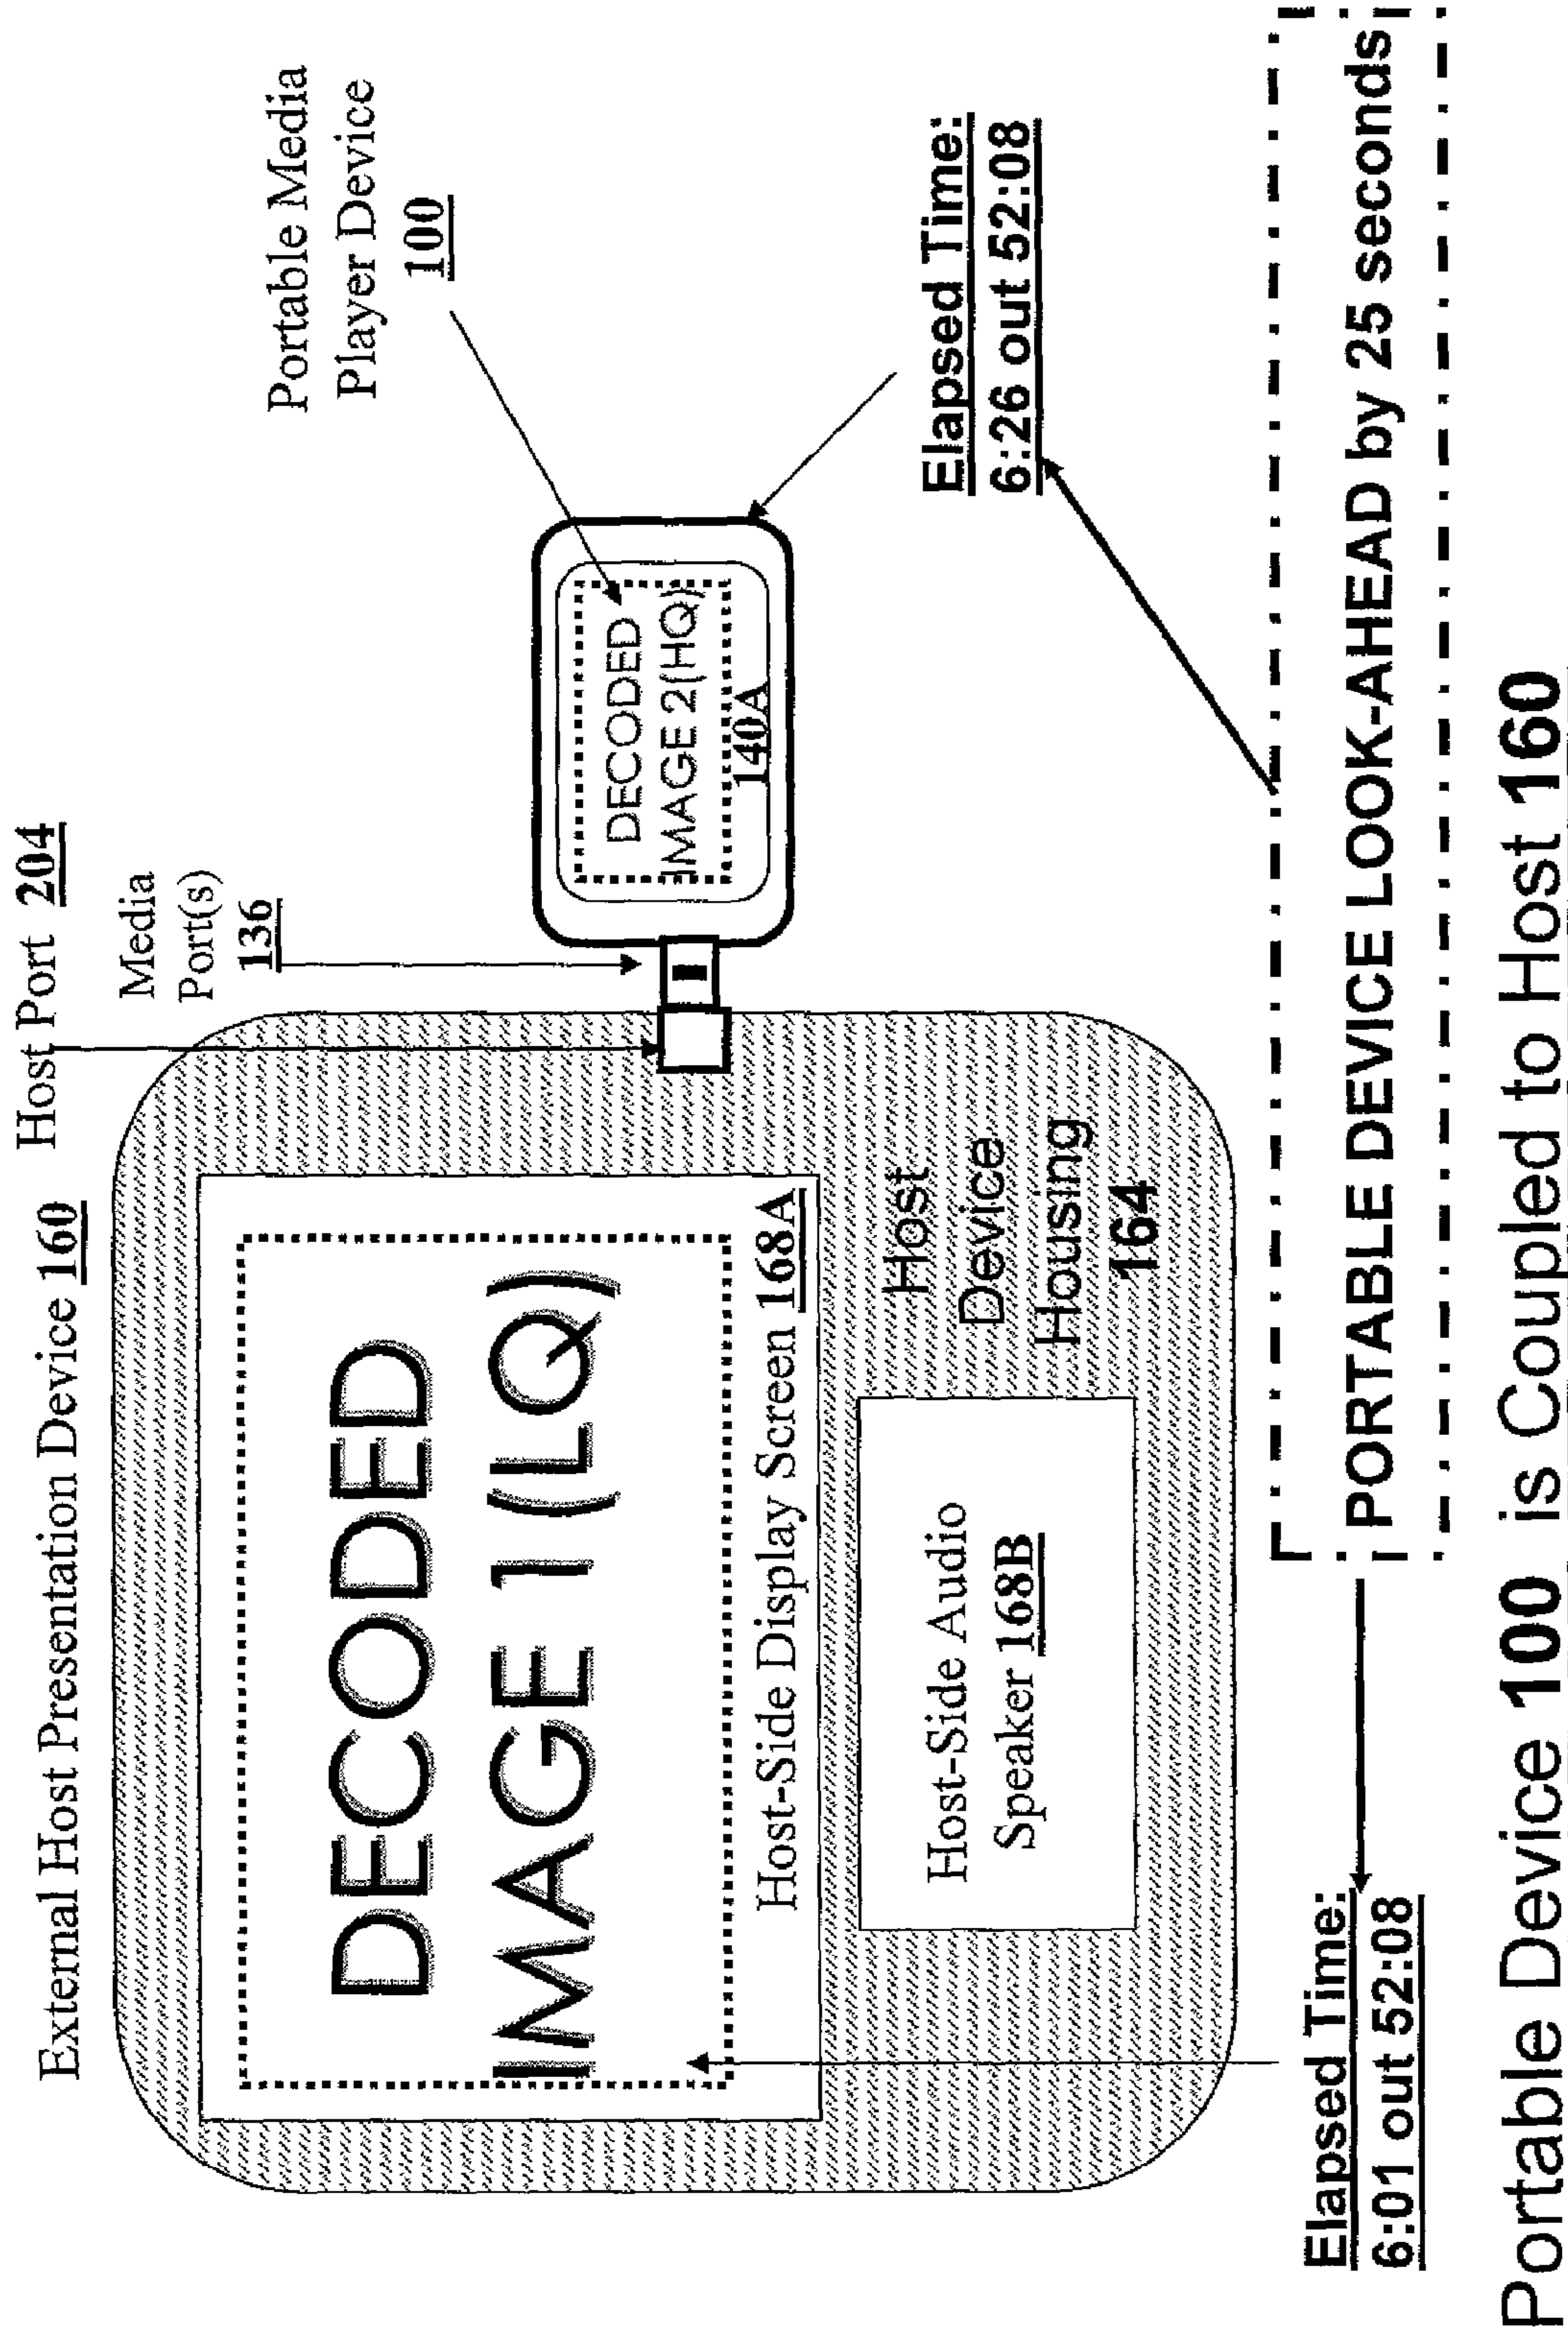 External Host Presentation Device 160
Host Port 204
Media
Port(s)
136
Portable Media
Player Device
100
DECODED
IMAGE 1 (LQ)
Host-Side Display Screen 168A
DECODED
IMAGE 2(HQ)
140A
Host-Side Audio
Speaker 168B
Host
Device
Housing
164
Elapsed Time:
6:26 out 52:08
Elapsed Time:
6:01 out 52:08
PORTABLE DEVICE LOOK-AHEAD by 25 seconds
Portable Device 100 is Coupled to Host 160